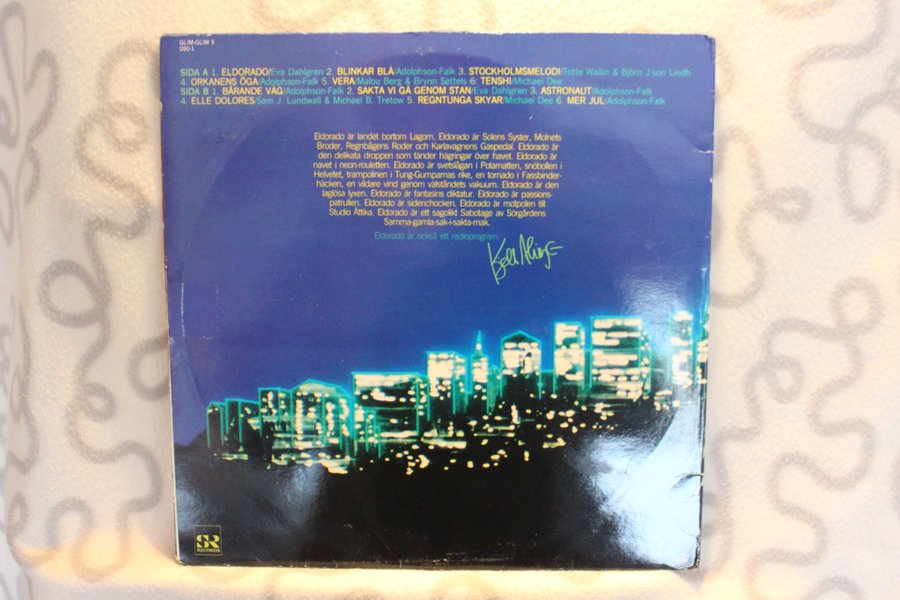 GLIM-GLIM 5
050-1
SIDA A 1. ELDORADO/Eva Dahlgren 2. BLINKAR BLÅ/Adolphson-Falk 3. STOCKHOLMSMELODI/Totte Wallin & Björn J:son Lindh
4. ORKANENS ÖGA/Adolphson-Falk 5. VERA/Malou Berg & Brynn Settels 6. TENSHI/Michael Dee
SIDA B 1. BÄRANDE VÅG/Adolphson-Falk 2. SAKTA VI GÅ GENOM STAN/Eva Dahlgren 3. ASTRONAUT/Adolphson-Falk
4. ELLE DOLORES/Sam J. Lundwall & Michael B. Tretow 5. REGNTUNGA SKYAR/Michael Dee 6. MER JUL/Adolphson-Falk
Eldorado är landet bortom Lagom. Eldorado är Solens Syster, Molnets
Broder, Regnbågens Roder och Karlavagnens Gaspedal. Eldorado är
den delikata droppen som tänder hägringar över havet. Eldorado är
navet i neon-rouletten. Eldorado är svetslågan i Polarnatten, snöbollen i
Helvetet, trampolinen i Tung-Gumparnas rike, en tornado i Fassbinder-
häcken, en vildare vind genom välståndets vakuum. Eldorado är den
laglösa lyxen. Eldorado är fantasins diktatur. Eldorado är passions-
patrullen. Eldorado är sidenchocken. Eldorado är motpolen till
Studio Ättika. Eldorado är ett sagolikt Sabotage av Sörgårdens
Samma-gamla-sak-i-sakta-mak.
Eldorado är också ett radioprogram.
SR
RECORDS